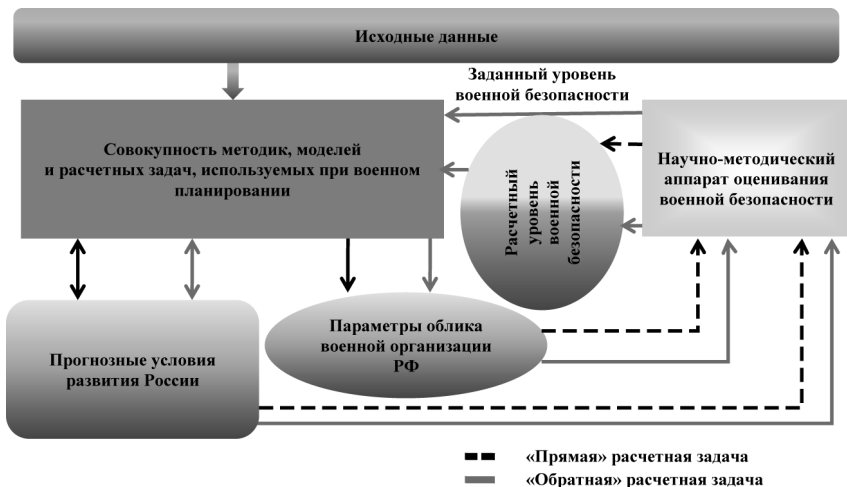 Исходные данные
Заданный уровень
военной безопасности
Совокупность методик, моделей
и расчетных задач, используемых при военном
планировании
Расчетный
уровень
военной
безопасности
Научно-методический
аппарат оценивания
военной безопасности
Прогнозные условия
развития России
Параметры облика
военной организации
РФ
«Прямая» расчетная задача
«Обратная» расчетная задача